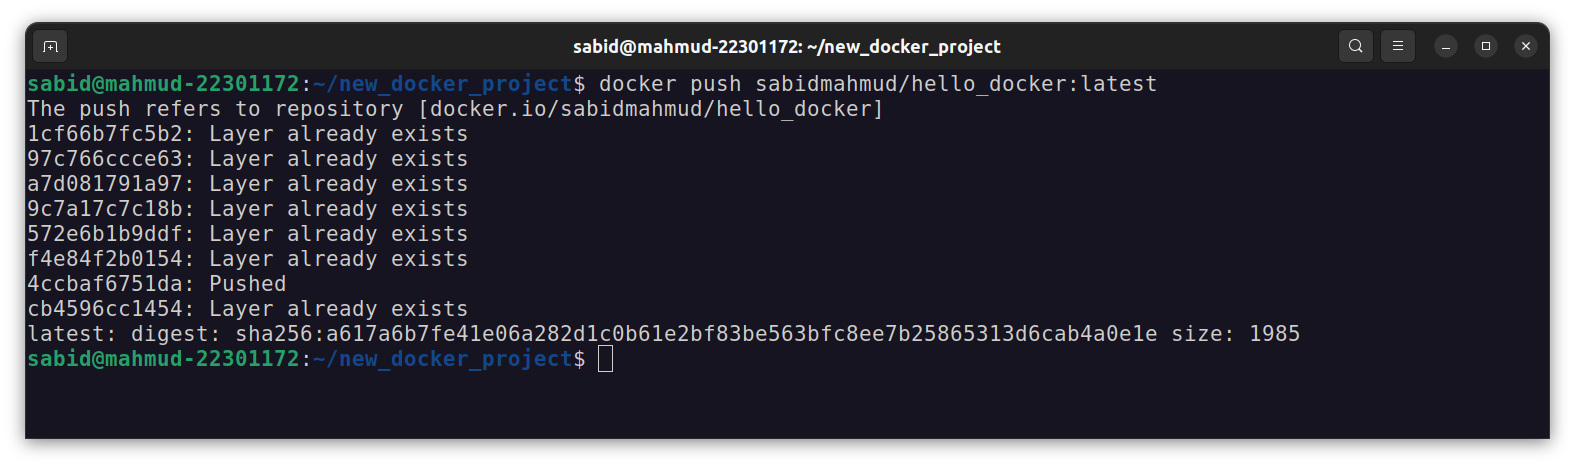 sabid@mahmud-22301172: ~/new_docker_project
sabid@mahmud-22301172:~/new_docker_project$ docker push sabidmahmud/hello_docker:latest
The push refers to repository [docker.io/sabidmahmud/hello_docker]
1cf66b7fc5b2: Layer already exists
97c766ccce63: Layer already exists
a7d081791a97: Layer already exists
9c7a17c7c18b: Layer already exists
572e6b1b9ddf: Layer already exists
f4e84f2b0154: Layer already exists
4ccbaf6751da: Pushed
cb4596cc1454: Layer already exists
latest: digest: sha256:a617a6b7fe41e06a282d1c0b61e2bf83be563bfc8ee7b25865313d6cab4a0e1e size: 1985
sabid@mahmud-22301172:~/new_docker_project$